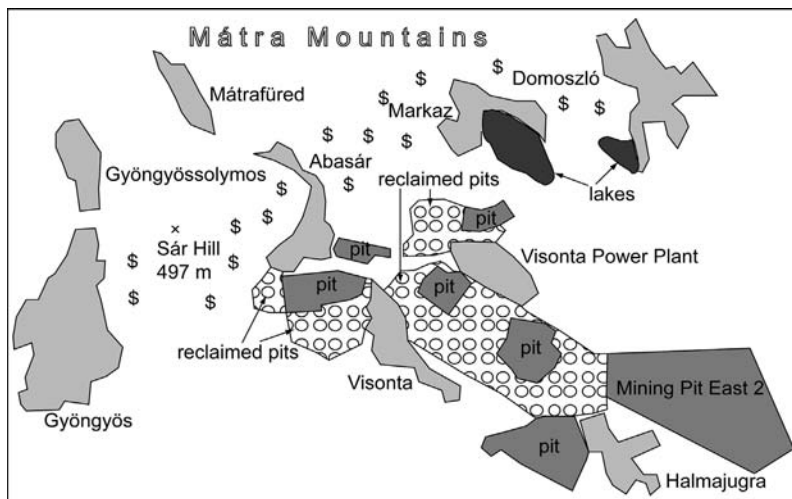 Mátra Mountains
Mátrafüred
Domoszló
$
$
$
$
$
$
Markaz
$
$
$
$
Gyöngyössolymos
Abasár
reclaimed pits
lakes
$
$
$
$
pit
×
Sár Hill
497 m
pit
Visonta Power Plant
$
$
$
$
pit
pit
reclaimed pits
pit
Visonta
Mining Pit East 2
Gyöngyös
pit
Halmajugra